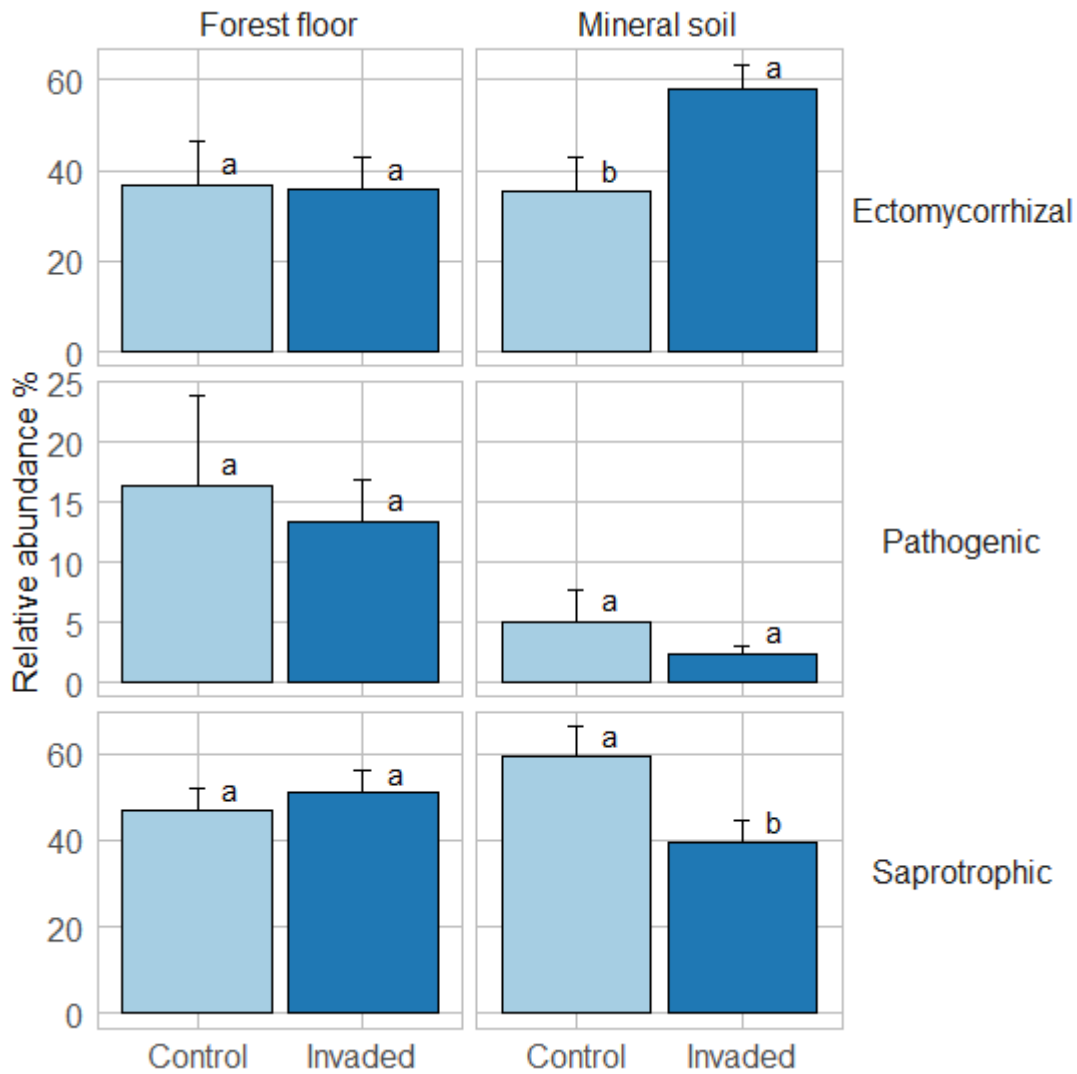 Forest floor
Mineral soil
60
40
20
0
a
a
b
a
Ectomycorrhizal
Relative abundance %
25
20
15
10
5
0
a
a
a
a
Pathogenic
60
40
20
0
a
a
a
b
Saprotrophic
Control
Invaded
Control
Invaded